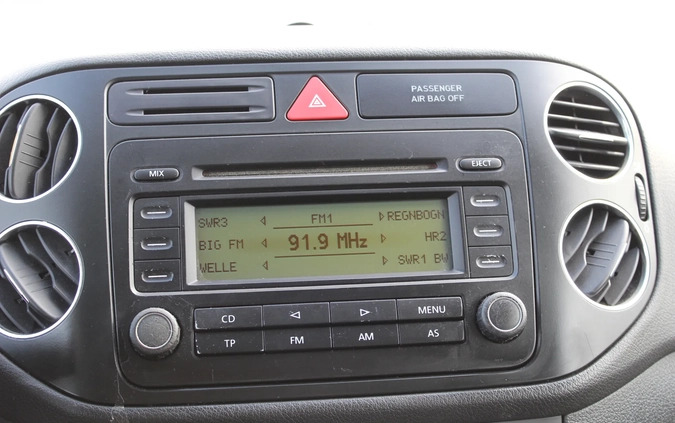 PASSENGER
AIR BAG OFF
MIX
EJECT
SWR3 FM1 REGNBOGN
BIG FM 91.9 MHz HR2
WELLE SWR1 BW
CD MENU
TP FM AM AS